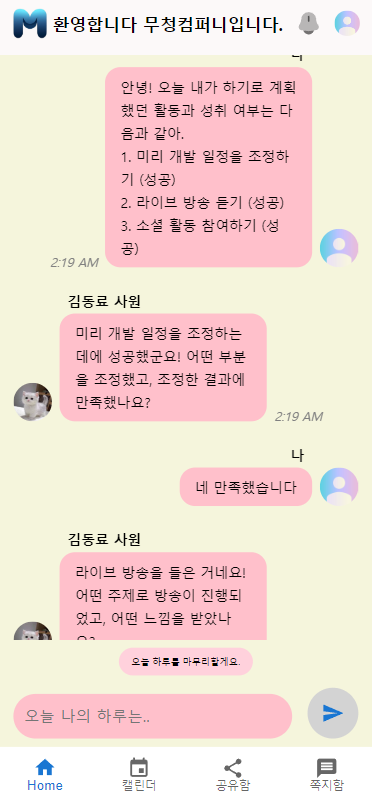 환영합니다 무청컴퍼니입니다.
나
안녕! 오늘 내가 하기로 계획
했던 활동과 성취 여부는 다
음과 같아.
1. 미리 개발 일정을 조정하
기 (성공)
2. 라이브 방송 듣기 (성공)
3. 소셜 활동 참여하기 (성
공)
2:19 AM
김동료 사원
미리 개발 일정을 조정하는
데에 성공했군요! 어떤 부분
을 조정했고, 조정한 결과에
만족했나요?
2:19 AM
나
네 만족했습니다
김동료 사원
라이브 방송을 들은 거네요!
어떤 주제로 방송이 진행되
었고, 어떤 느낌을 받았나
요?
오늘 하루를 마무리할게요.
오늘 나의 하루는..
Home 캘린더 공유함 쪽지함